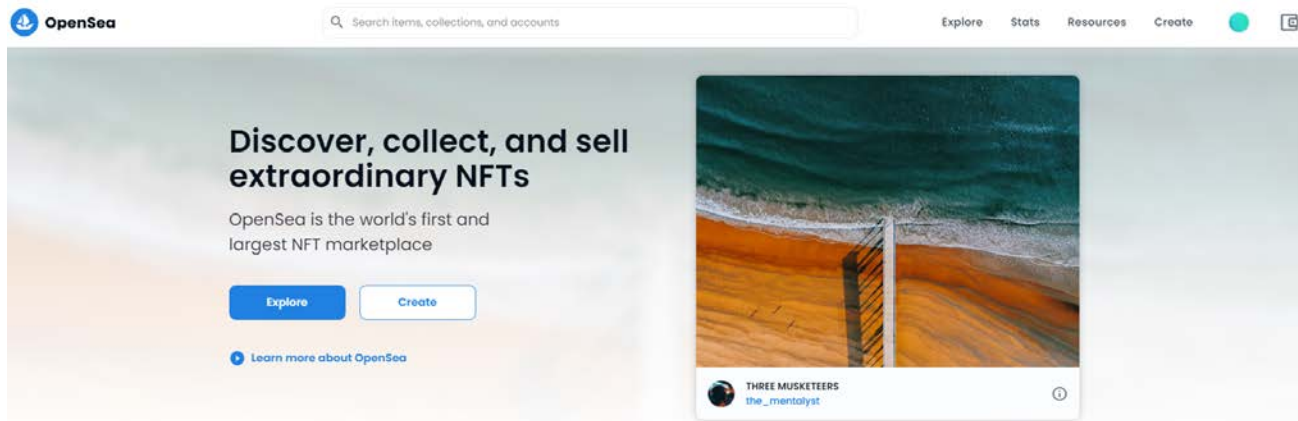 OpenSea
Search items, collections, and accounts
Explore
Stats
Resources
Create
Discover, collect, and sell
extraordinary NFTs
OpenSea is the world's first and
largest NFT marketplace
Explore
Create
Learn more about OpenSea
THREE MUSKETEERS
the_mentalyst